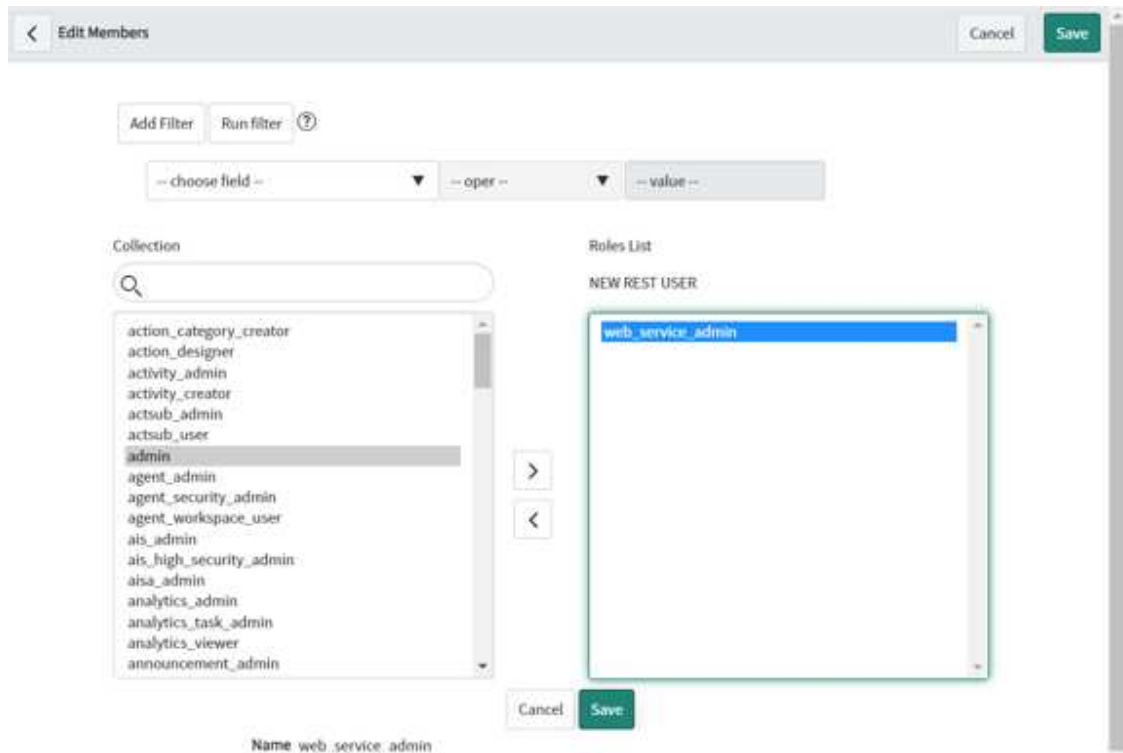 Edit Members
Cancel
Save
Add Filter
Run filter
?
-- choose field --
-- oper --
-- value --
Collection
Roles List
NEW REST USER
action_category_creator
action_designer
activity_admin
activity_creator
actsub_admin
actsub_user
admin
agent_admin
agent_security_admin
agent_workspace_user
ais_admin
ais_high_security_admin
aisa_admin
analytics_admin
analytics_task_admin
analytics_viewer
announcement_admin
web_service_admin
Cancel
Save
Name web_service_admin